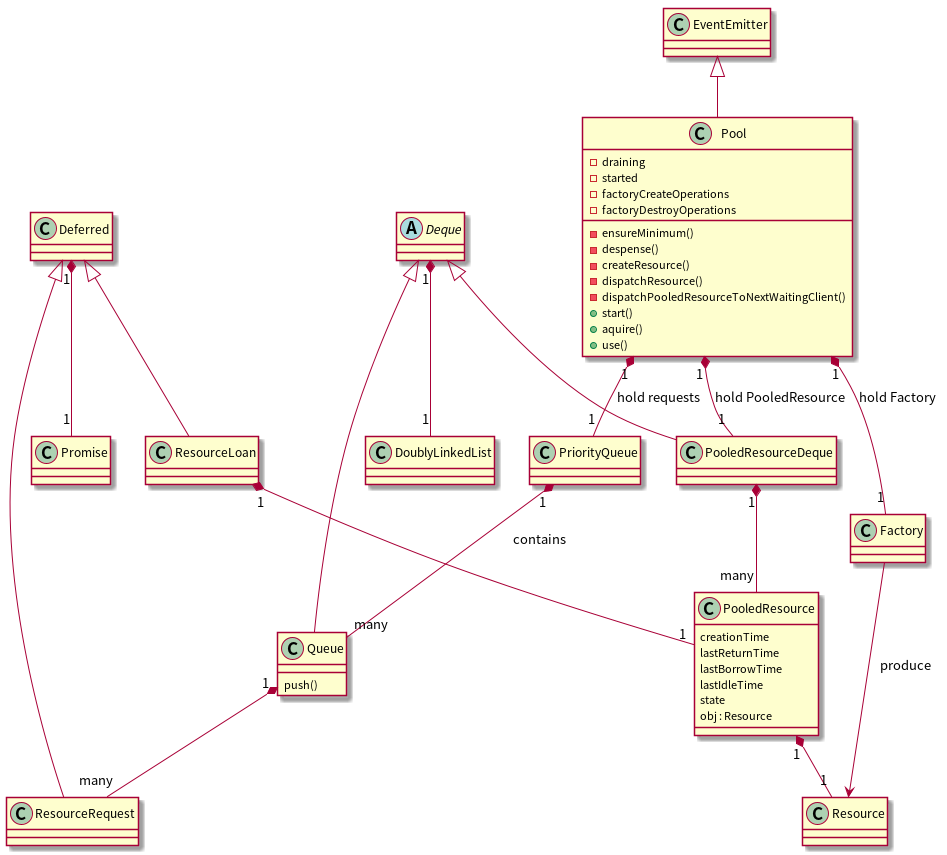 C EventEmitter
C Pool
draining
started
factoryCreateOperations
factoryDestroyOperations
ensureMinimum()
despense()
createResource()
dispatchResource()
dispatchPooledResourceToNextWaitingClient()
start()
aquire()
use()
C Deferred
A Deque
1
1
1
1
1
hold requests
hold PooledResource
hold Factory
1
1
1
1
C Promise
C ResourceLoan
C DoublyLinkedList
C PriorityQueue
C PooledResourceDeque
1
1
1
1
C Factory
contains
many
C PooledResource
creationTime
lastReturnTime
lastBorrowTime
lastIdleTime
state
obj : Resource
many
1
C Queue
push()
produce
1
1
many
1
C ResourceRequest
C Resource